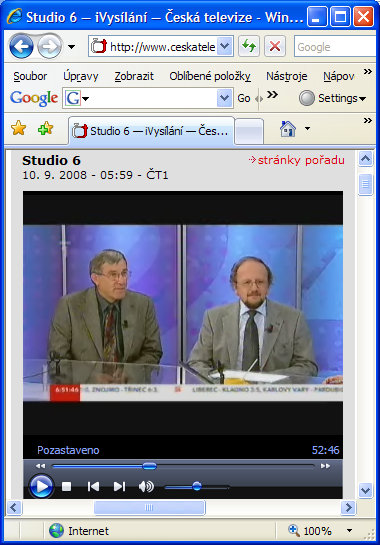 Studio 6 — iVysílání — Česká televize - Win...
http://www.ceskatele
Google
Soubor Úpravy Zobrazit Oblíbené položky Nástroje Nápov
Google G Go Settings
Studio 6 — iVysílání — Čes...
Studio 6
stránky pořadu
10. 9. 2008 - 05:59 - ČT1
6:51:46 ZNOJMO - TŘINEC 6:3, LIBEREC - KLADNO 3:5, KARLOVY VARY - PARDUBI
Pozastaveno 52:46
Internet 100%